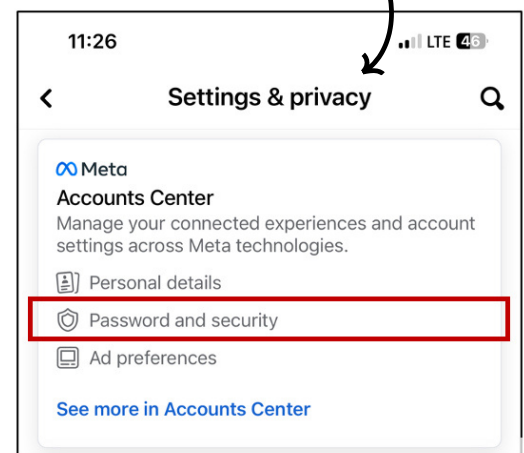 11:26 LTE 46
Settings & privacy
Meta
Accounts Center
Manage your connected experiences and account
settings across Meta technologies.
Personal details
Password and security
Ad preferences
See more in Accounts Center